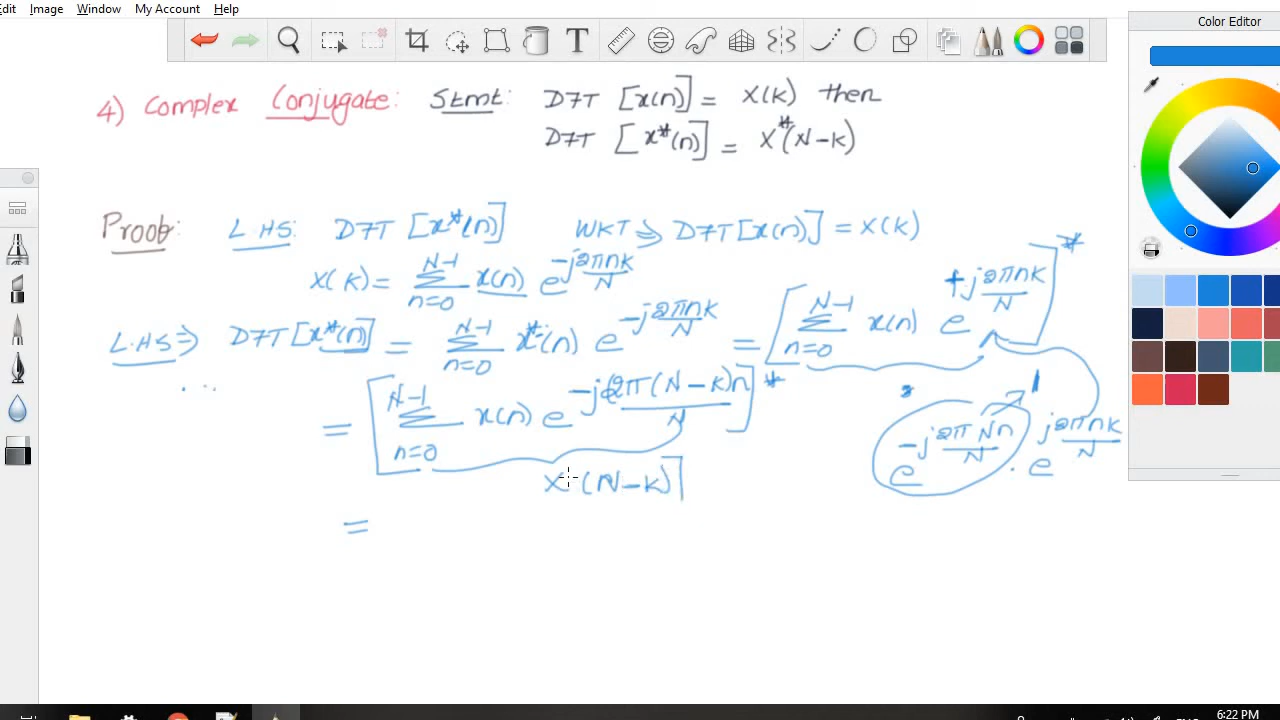 Edit Image Window My Account Help
Color Editor
4) Complex Conjugate: Stmt: DFT [x(n)] = X(k) then
DFT [x*(n)] = X*(N-k)
Proof: LHS: DFT [x*(n)] WKT ⇒ DFT[x(n)] = X(k)
X(k) = Σ_{n=0}^{N-1} x(n) e^{-j2πnk/N}
LHS ⇒ DFT[x*(n)] = Σ_{n=0}^{N-1} x*(n) e^{-j2πnk/N} = [Σ_{n=0}^{N-1} x(n) e^{+j2πnk/N}]*
= [Σ_{n=0}^{N-1} x(n) e^{-j2π(N-k)n/N}]*
e^{-j2πNn/N} . e^{j2πnk/N}
1
X(N-k)]
=
6:22 PM